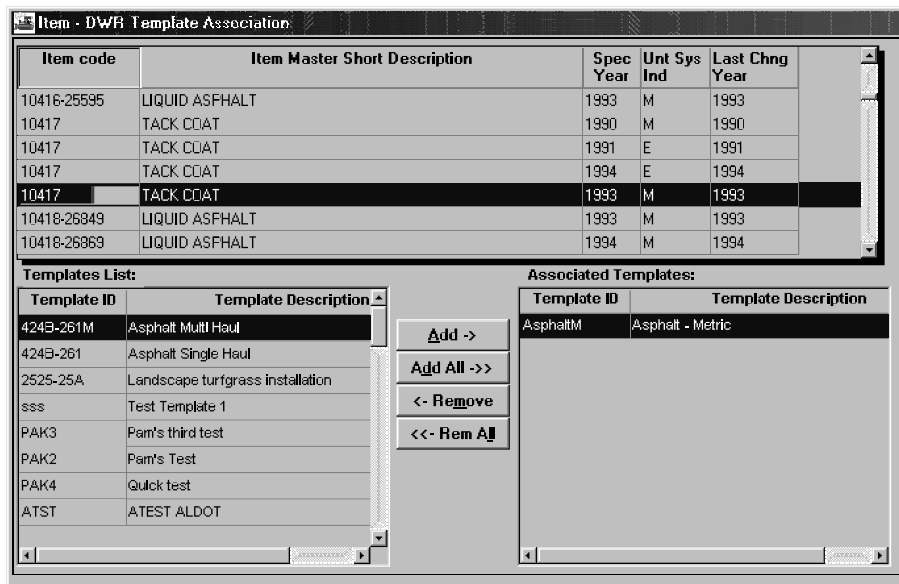 Item - DWR Template Association
Item code Item Master Short Description Spec Year Unt Sys Ind Last Chng Year
10416-25595 LIQUID ASFHALT 1993 M 1993
10417 TACK COAT 1990 M 1990
10417 TACK COAT 1991 E 1991
10417 TACK COAT 1994 E 1994
10417 TACK COAT 1993 M 1993
10418-26849 LIQUID ASFHALT 1993 M 1993
10418-26869 LIQUID ASFHALT 1994 M 1994
Templates List:
Template ID Template Description
424B-261M Asphalt Multi Haul
424B-261 Asphalt Single Haul
2525-25A Landscape turfgrass installation
sss Test Template 1
PAK3 Pam's third test
PAK2 Pam's Test
PAK4 Quick test
ATST ATEST ALDOT
Add ->
Add All ->>
<- Remove
<<- Rem All
Associated Templates:
Template ID Template Description
AsphaltM Asphalt - Metric